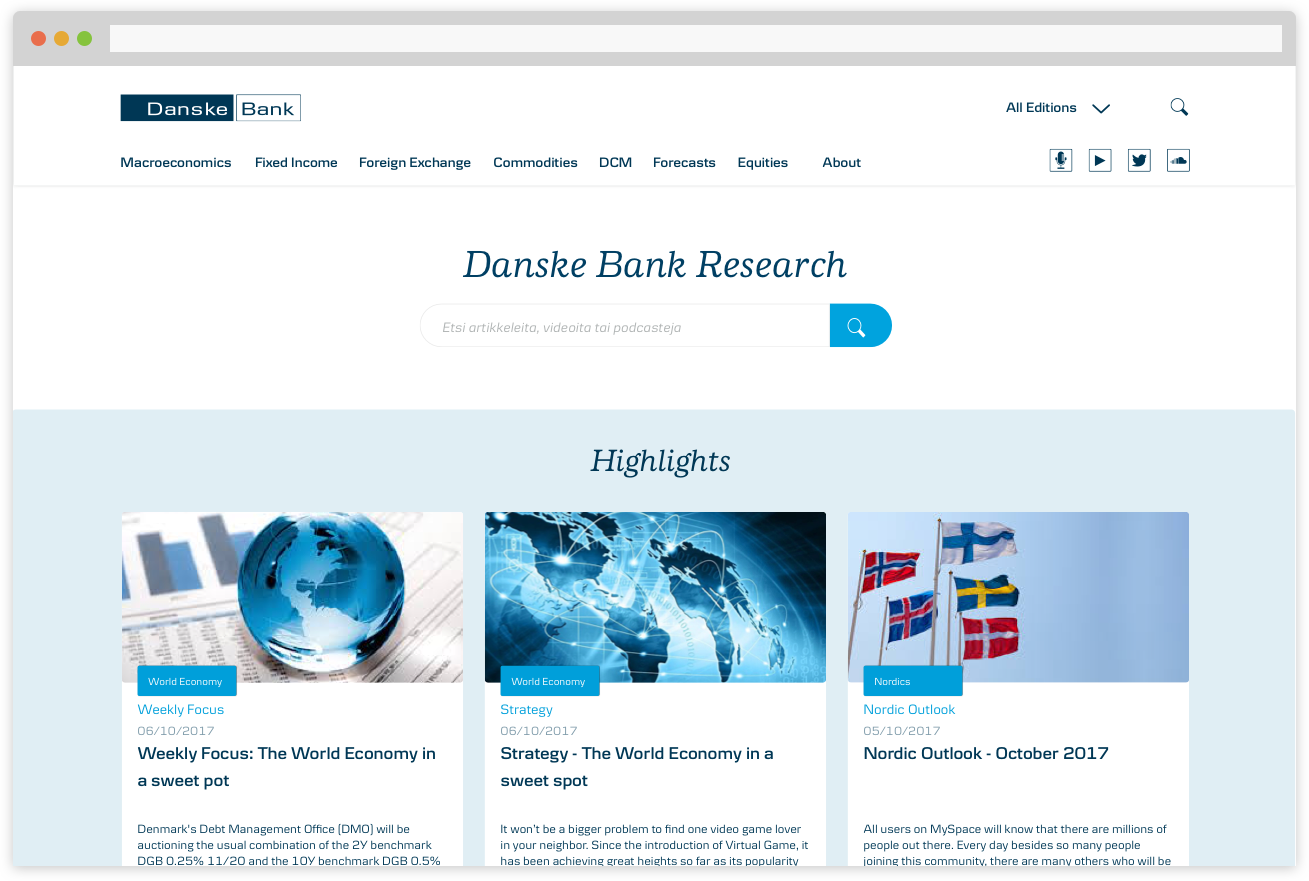 Danske Bank
All Editions
Macroeconomics Fixed Income Foreign Exchange Commodities DCM Forecasts Equities About
Danske Bank Research
Etsi artikkeleita, videoita tai podcasteja
Highlights
World Economy
Weekly Focus
06/10/2017
Weekly Focus: The World Economy in
a sweet pot
Denmark's Debt Management Office (DMO) will be
auctioning the usual combination of the 2Y benchmark
DGB 0.25% 11/20 and the 10Y benchmark DGB 0.5%
World Economy
Strategy
06/10/2017
Strategy - The World Economy in a
sweet spot
It won't be a bigger problem to find one video game lover
in your neighbor. Since the introduction of Virtual Game, it
has been achieving great heights so far as its popularity
Nordics
Nordic Outlook
05/10/2017
Nordic Outlook - October 2017
All users on MySpace will know that there are millions of
people out there. Every day besides so many people
joining this community, there are many others who will be